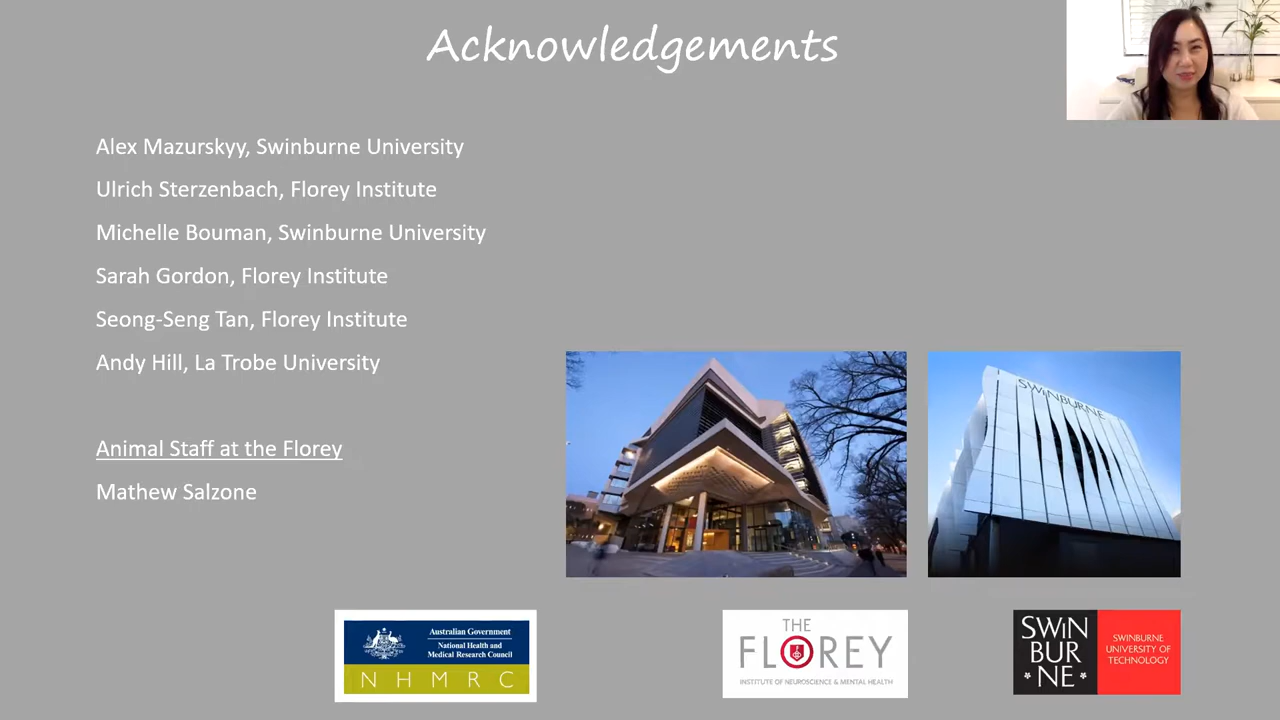 Acknowledgements
Alex Mazurskyy, Swinburne University
Ulrich Sterzenbach, Florey Institute
Michelle Bouman, Swinburne University
Sarah Gordon, Florey Institute
Seong-Seng Tan, Florey Institute
Andy Hill, La Trobe University
Animal Staff at the Florey
Mathew Salzone
SWINBURNE
Australian Government
National Health and
Medical Research Council
N H M R C
THE
FLOREY
INSTITUTE OF NEUROSCIENCE & MENTAL HEALTH
SWIN
BUR
NE
SWINBURNE
UNIVERSITY OF
TECHNOLOGY